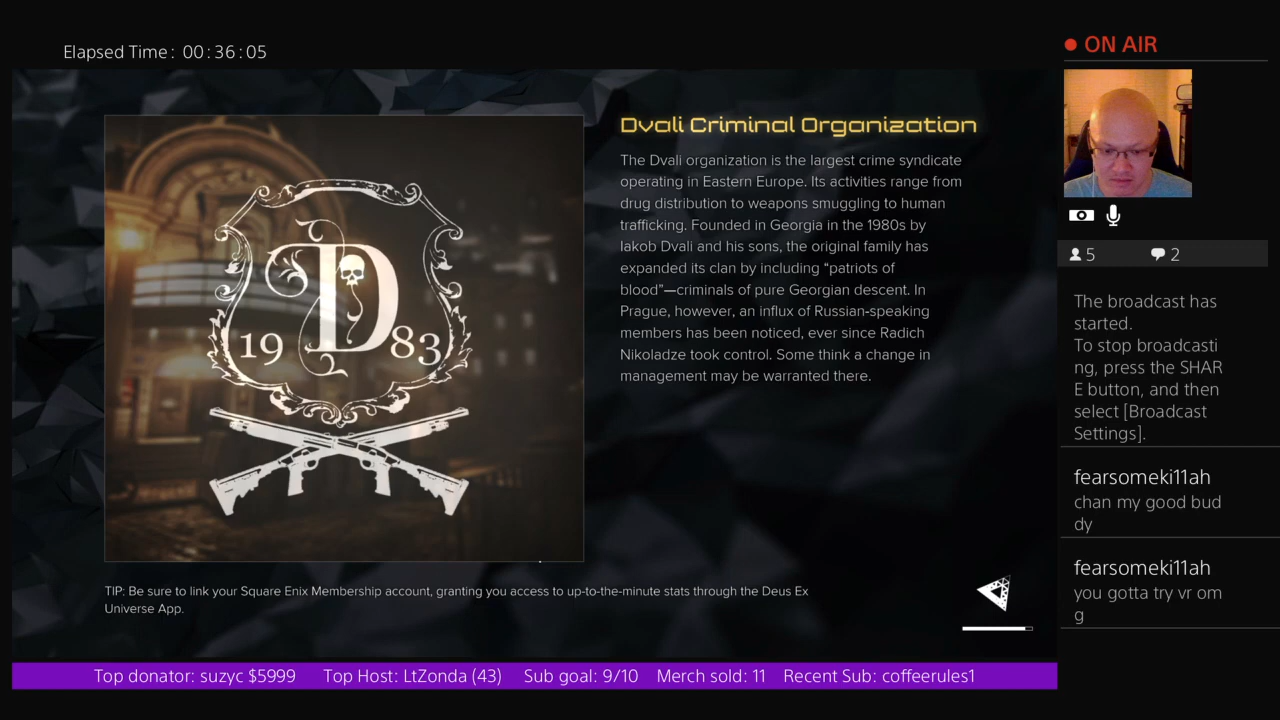 Elapsed Time: 00:36:05
ON AIR
Dvali Criminal Organization
The Dvali organization is the largest crime syndicate
operating in Eastern Europe. Its activities range from
drug distribution to weapons smuggling to human
trafficking. Founded in Georgia in the 1980s by
Iakob Dvali and his sons, the original family has
expanded its clan by including “patriots of
blood”—criminals of pure Georgian descent. In
Prague, however, an influx of Russian-speaking
members has been noticed, ever since Radich
Nikoladze took control. Some think a change in
management may be warranted there.
D
19 83
TIP: Be sure to link your Square Enix Membership account, granting you access to up-to-the-minute stats through the Deus Ex
Universe App.
5 2
The broadcast has
started.
To stop broadcasti
ng, press the SHAR
E button, and then
select [Broadcast
Settings].
fearsomeki11ah
chan my good bud
dy
fearsomeki11ah
you gotta try vr om
g
Top donator: suzyc $5999 Top Host: LtZonda (43) Sub goal: 9/10 Merch sold: 11 Recent Sub: coffeerules1